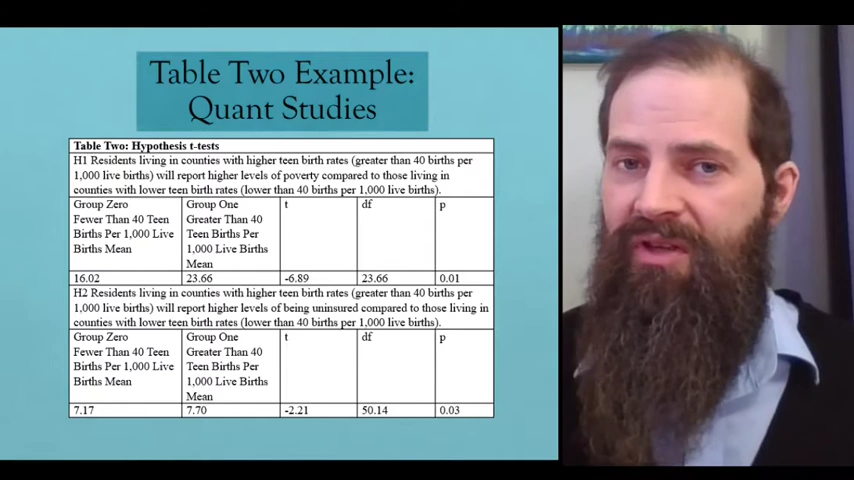 Table Two Example:
Quant Studies
Table Two: Hypothesis t-tests
H1 Residents living in counties with higher teen birth rates (greater than 40 births per
1,000 live births) will report higher levels of poverty compared to those living in
counties with lower teen birth rates (lower than 40 births per 1,000 live births).
Group Zero
Fewer Than 40 Teen
Births Per 1,000 Live
Births Mean
Group One
Greater Than 40
Teen Births Per
1,000 Live Births
Mean
t
df
p
16.02 23.66 -6.89 23.66 0.01
H2 Residents living in counties with higher teen birth rates (greater than 40 births per
1,000 live births) will report higher levels of being uninsured compared to those living in
counties with lower teen birth rates (lower than 40 births per 1,000 live births).
Group Zero
Fewer Than 40 Teen
Births Per 1,000 Live
Births Mean
Group One
Greater Than 40
Teen Births Per
1,000 Live Births
Mean
t
df
p
7.17 7.70 -2.21 50.14 0.03